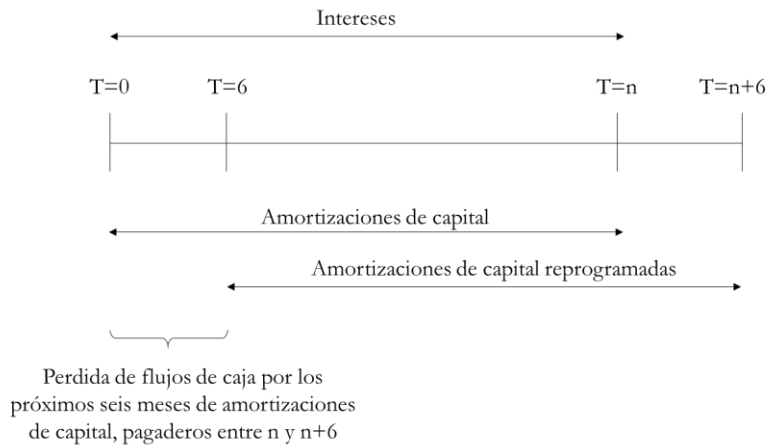 Intereses
T=0
T=6
T=n
T=n+6
Amortizaciones de capital
Amortizaciones de capital reprogramadas
Perdida de flujos de caja por los
próximos seis meses de amortizaciones
de capital, pagaderos entre n y n+6